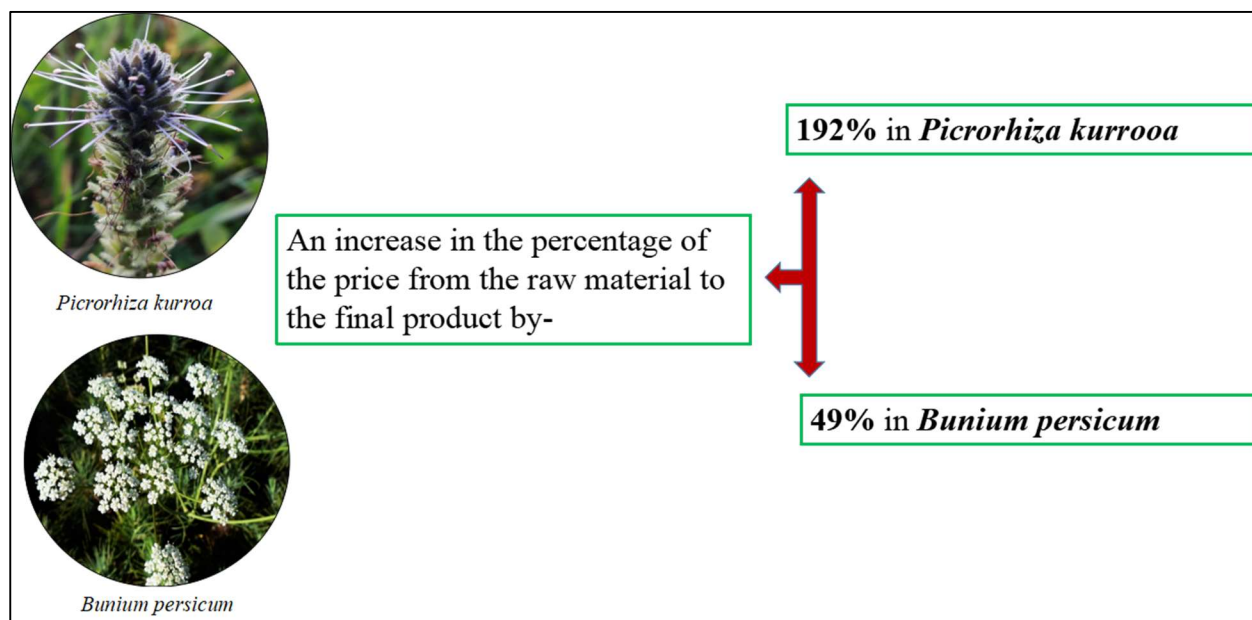 Picrorhiza kurroa
Bunium persicum
An increase in the percentage of
the price from the raw material to
the final product by-
192% in Picrorhiza kurrooa
49% in Bunium persicum